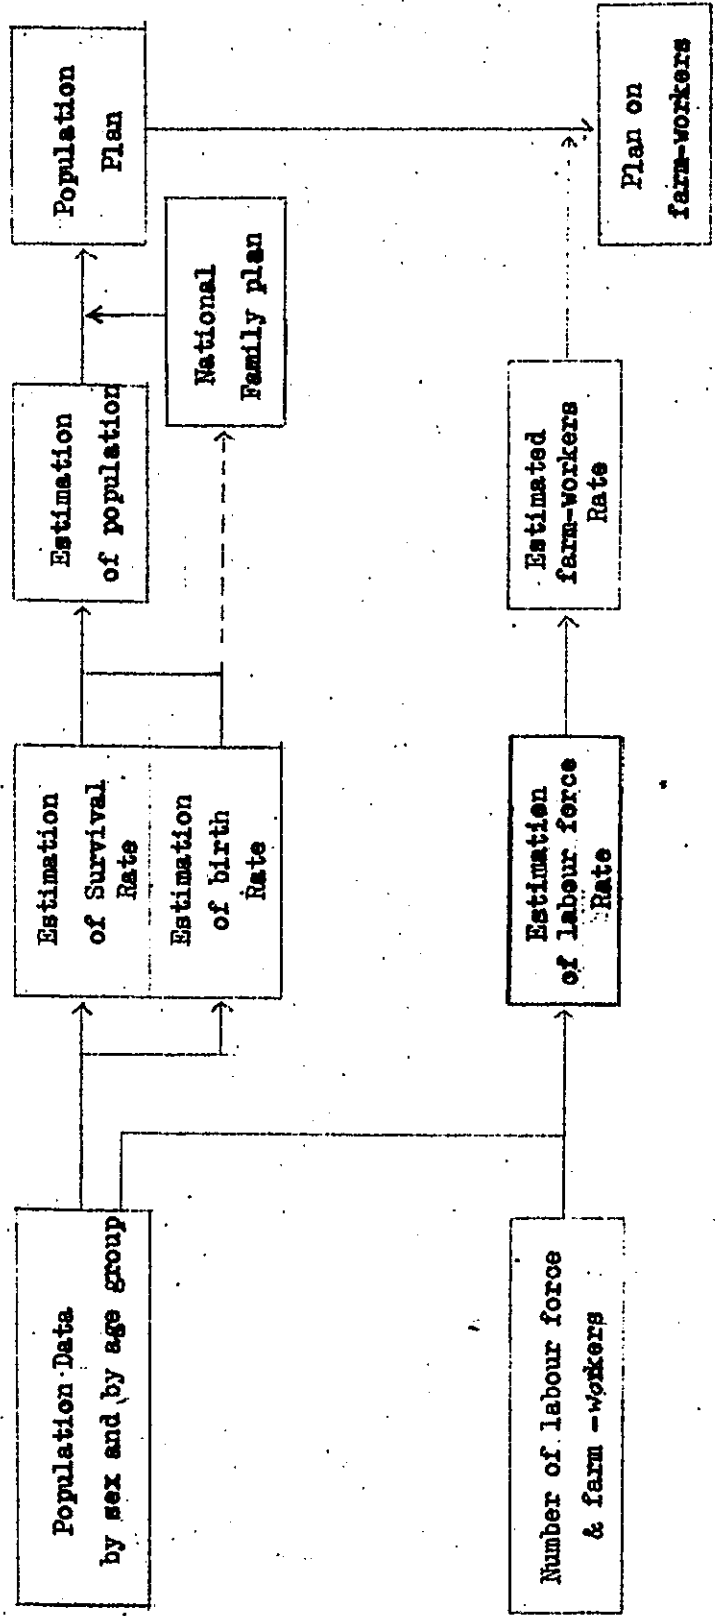 Population Data
by sex and by age group
Estimation
of Survival
Rate
Estimation
of birth
Rate
Estimation
of population
National
Family plan
Population
Plan
Number of labour force
& farm-workers
Estimation
of labour force
Rate
Estimated
farm-workers
Rate
Plan on
farm-workers